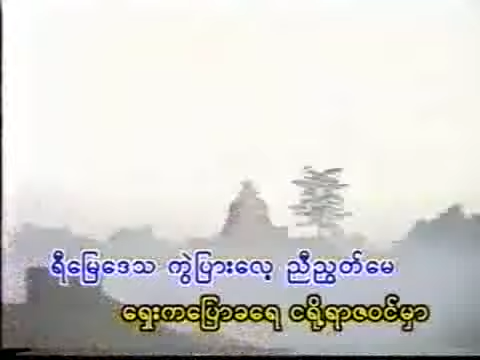 ရီမြေဒေသ ကွဲပြားလေ့ ညီညွတ်မေ
ရှေးကပြောခရေ ငရို့ရာဇဝင်မှာ